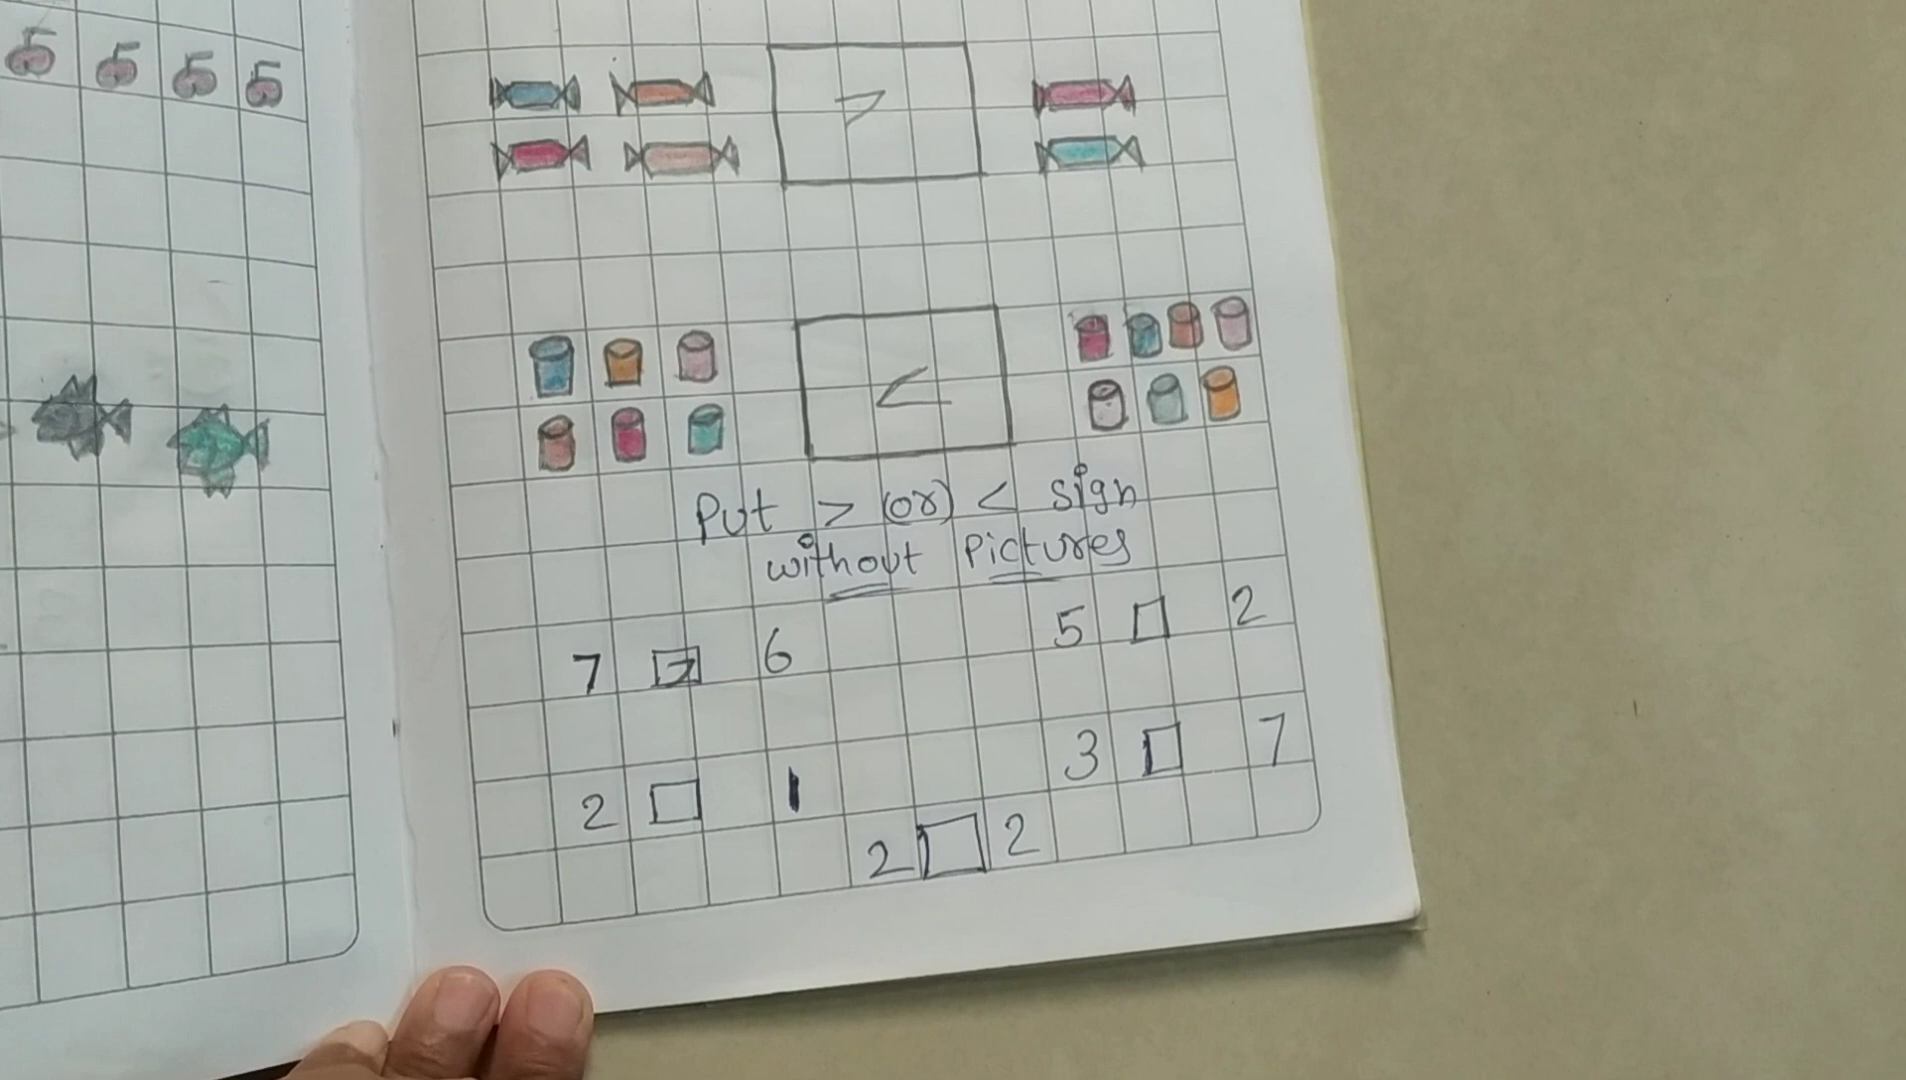 >
<
Put > (or) < sign
without Pictures
7 > 6
5 □ 2
2 □ 1
3 □ 7
2 □ 2